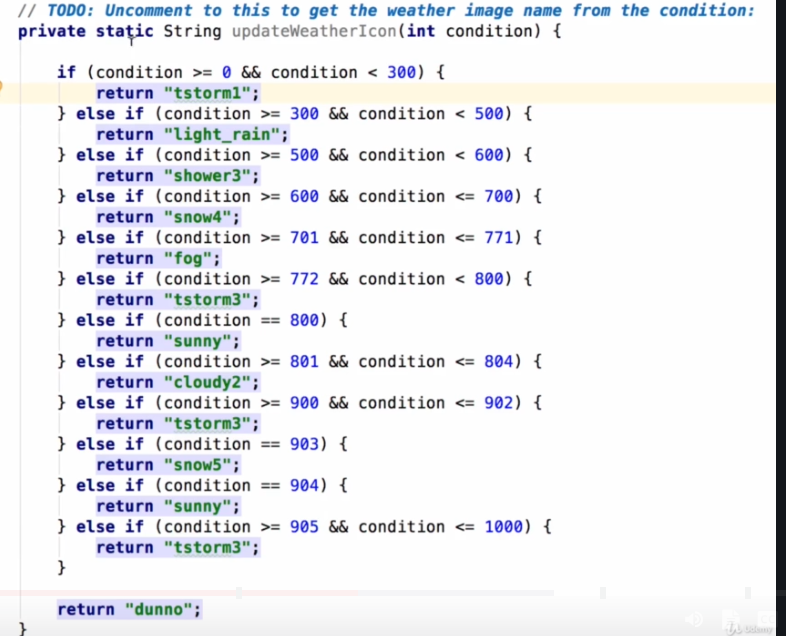 // TODO: Uncomment to this to get the weather image name from the condition:
private static String updateWeatherIcon(int condition) {
if (condition >= 0 && condition < 300) {
return "tstorm1";
} else if (condition >= 300 && condition < 500) {
return "light_rain";
} else if (condition >= 500 && condition < 600) {
return "shower3";
} else if (condition >= 600 && condition <= 700) {
return "snow4";
} else if (condition >= 701 && condition <= 771) {
return "fog";
} else if (condition >= 772 && condition < 800) {
return "tstorm3";
} else if (condition == 800) {
return "sunny";
} else if (condition >= 801 && condition <= 804) {
return "cloudy2";
} else if (condition >= 900 && condition <= 902) {
return "tstorm3";
} else if (condition == 903) {
return "snow5";
} else if (condition == 904) {
return "sunny";
} else if (condition >= 905 && condition <= 1000) {
return "tstorm3";
}
return "dunno";
}
Udemy